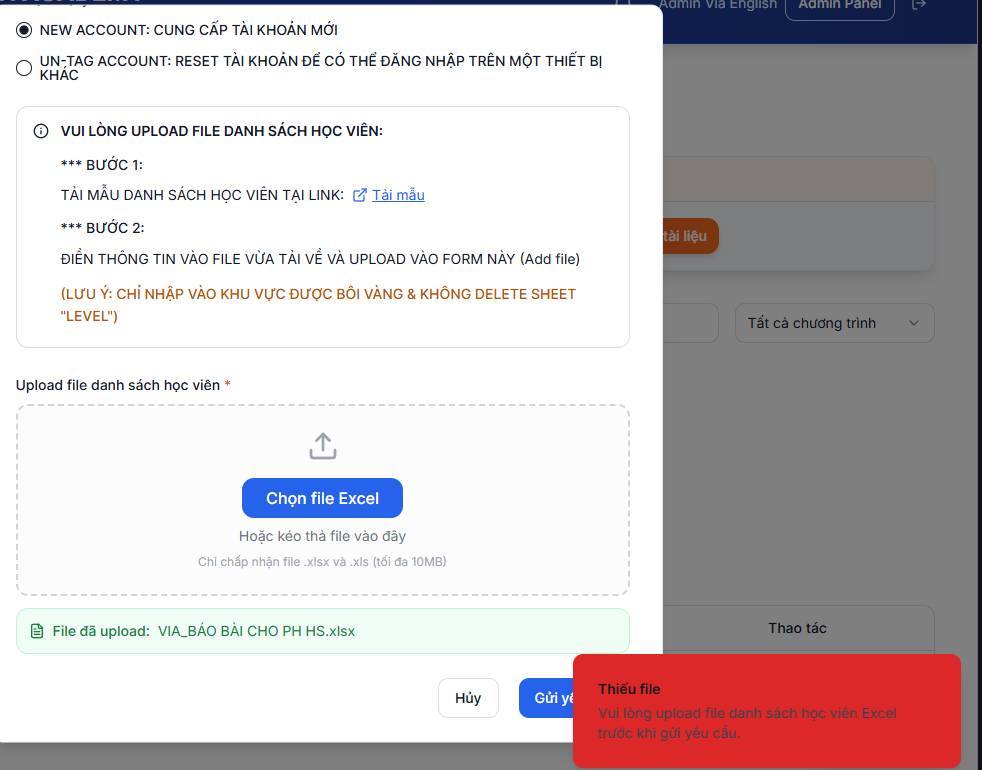 Admin Via English
Admin Panel
NEW ACCOUNT: CUNG CẤP TÀI KHOẢN MỚI
UN-TAG ACCOUNT: RESET TÀI KHOẢN ĐỂ CÓ THỂ ĐĂNG NHẬP TRÊN MỘT THIẾT BỊ
KHÁC
VUI LÒNG UPLOAD FILE DANH SÁCH HỌC VIÊN:
*** BƯỚC 1:
TẢI MẪU DANH SÁCH HỌC VIÊN TẠI LINK: Tải mẫu
*** BƯỚC 2:
ĐIỀN THÔNG TIN VÀO FILE VỪA TẢI VỀ VÀ UPLOAD VÀO FORM NÀY (Add file)
(LƯU Ý: CHỈ NHẬP VÀO KHU VỰC ĐƯỢC BÔI VÀNG & KHÔNG DELETE SHEET
"LEVEL")
tài liệu
Tất cả chương trình
Upload file danh sách học viên *
Chọn file Excel
Hoặc kéo thả file vào đây
Chỉ chấp nhận file .xlsx và .xls (tối đa 10MB)
File đã upload: VIA_BÁO BÀI CHO PH HS.xlsx
Thao tác
Hủy
Gửi yê
Thiếu file
Vui lòng upload file danh sách học viên Excel
trước khi gửi yêu cầu.